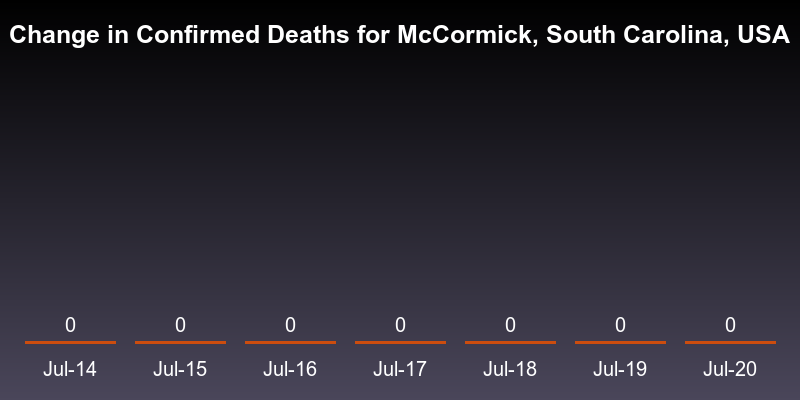 Change in Confirmed Deaths for McCormick, South Carolina, USA
0 0 0 0 0 0 0
Jul-14 Jul-15 Jul-16 Jul-17 Jul-18 Jul-19 Jul-20